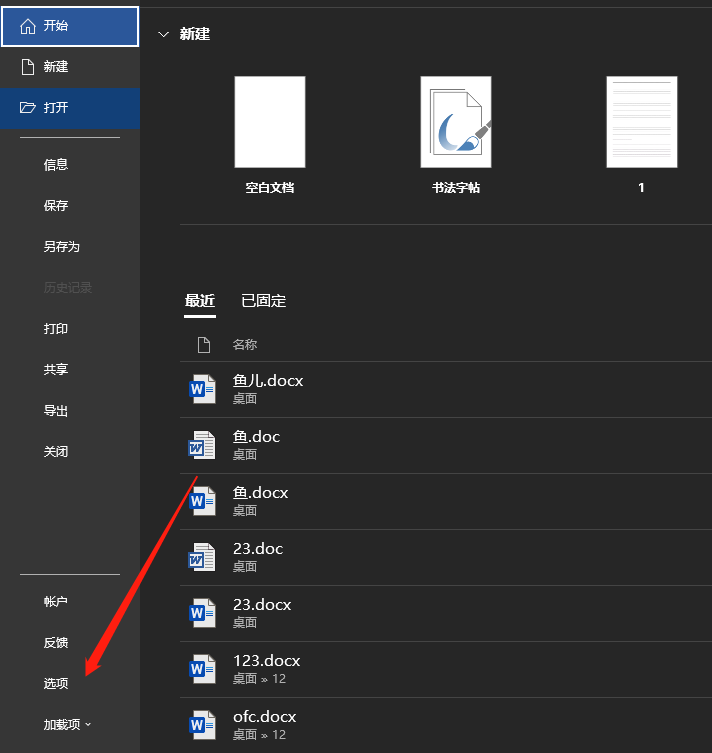 开始
新建
打开
信息
保存
另存为
历史记录
打印
共享
导出
关闭
帐户
反馈
选项
加载项
新建
空白文档
书法字帖
1
最近 已固定
名称
鱼儿.docx
桌面
鱼.doc
桌面
鱼.docx
桌面
23.doc
桌面
23.docx
桌面
123.docx
桌面 » 12
ofc.docx
桌面 » 12